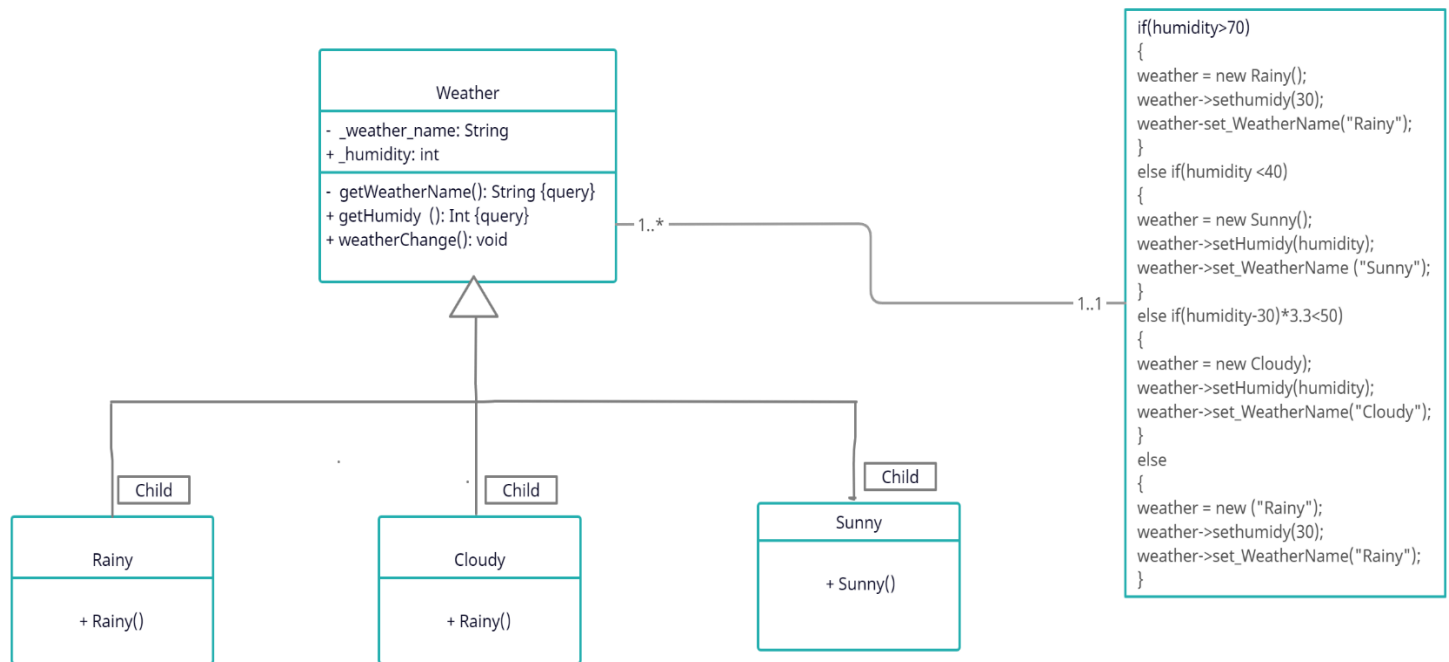 Weather
- _weather_name: String
+ _humidity: int
- getWeatherName(): String {query}
+ getHumidy (): Int {query}
+ weatherChange(): void
1..*
1..1
if(humidity>70)
{
weather = new Rainy();
weather->sethumidy(30);
weather-set_WeatherName("Rainy");
}
else if(humidity <40)
{
weather = new Sunny();
weather->setHumidy(humidity);
weather->set_WeatherName ("Sunny");
}
else if(humidity-30)*3.3<50)
{
weather = new Cloudy);
weather->setHumidy(humidity);
weather->set_WeatherName("Cloudy");
}
else
{
weather = new ("Rainy");
weather->sethumidy(30);
weather->set_WeatherName("Rainy");
}
Child
Rainy
+ Rainy()
Child
Cloudy
+ Rainy()
Child
Sunny
+ Sunny()